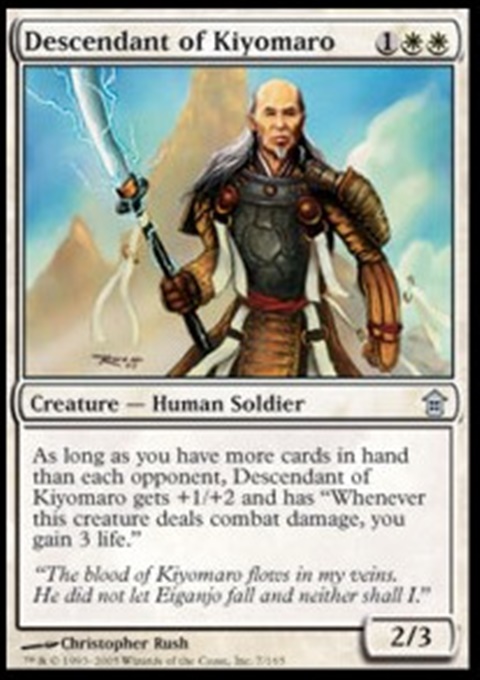 Descendant of Kiyomaro 1
Creature — Human Soldier
As long as you have more cards in hand
than each opponent, Descendant of
Kiyomaro gets +1/+2 and has “Whenever
this creature deals combat damage, you
gain 3 life.”
“The blood of Kiyomaro flows in my veins.
He did not let Eiganjo fall and neither shall I.”
Christopher Rush
2/3
™ & © 1993–2005 Wizards of the Coast, Inc. 7/165